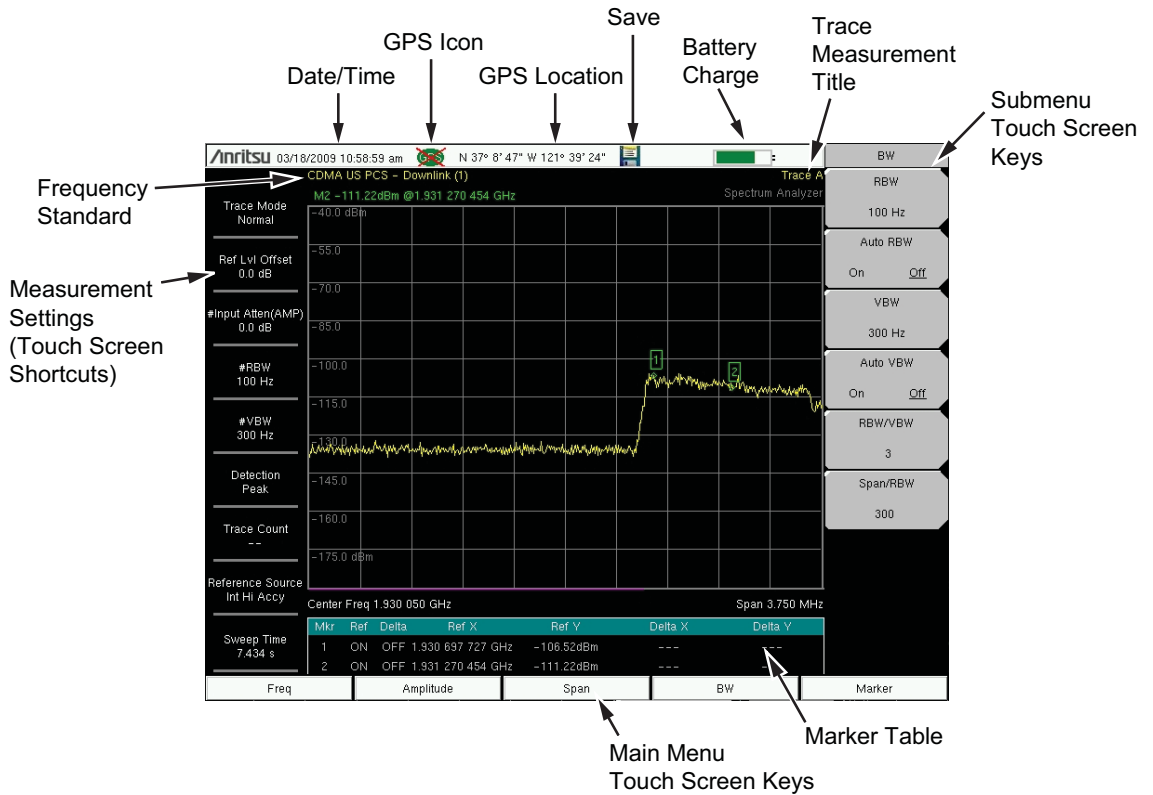 Save
Trace
Measurement
Title
GPS Icon
Battery
Charge
Date/Time
GPS Location
Submenu
Touch Screen
Keys
Frequency
Standard
Measurement
Settings
(Touch Screen
Shortcuts)
Anritsu 03/18/2009 10:58:59 am GPS N 37° 8' 47" W 121° 39' 24"
BW
CDMA US PCS - Downlink (1) Trace A
M2 -111.22dBm @1.931 270 454 GHz Spectrum Analyzer
Trace Mode
Normal
Ref Lvl Offset
0.0 dB
#Input Atten(AMP)
0.0 dB
#RBW
100 Hz
#VBW
300 Hz
Detection
Peak
Trace Count
--
Reference Source
Int Hi Accy
Sweep Time
7.434 s
-40.0 dBm
-55.0
-70.0
-85.0
-100.0
-115.0
-130.0
-145.0
-160.0
-175.0 dBm
1
2
Center Freq 1.930 050 GHz Span 3.750 MHz
Mkr Ref Delta Ref X Ref Y Delta X Delta Y
1 ON OFF 1.930 697 727 GHz -106.52dBm --- ---
2 ON OFF 1.931 270 454 GHz -111.22dBm --- ---
RBW
100 Hz
Auto RBW
On Off
VBW
300 Hz
Auto VBW
On Off
RBW/VBW
3
Span/RBW
300
Freq Amplitude Span BW Marker
Main Menu
Touch Screen Keys
Marker Table